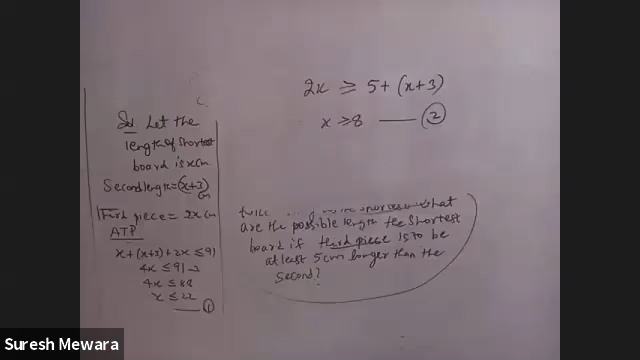 Sol Let the
length of shortest
board is x cm
Second length = (x+3) cm
Third piece = 2x cm
ATP
x + (x+3) + 2x ≤ 91
4x ≤ 91-3
4x ≤ 88
x ≤ 22
—— ①
2x ≥ 5 + (x+3)
x ≥ 8 —— ②
twice shortest what
are the possible length the shortest
board if third piece is to be
at least 5cm longer than the
second?
Suresh Mewara